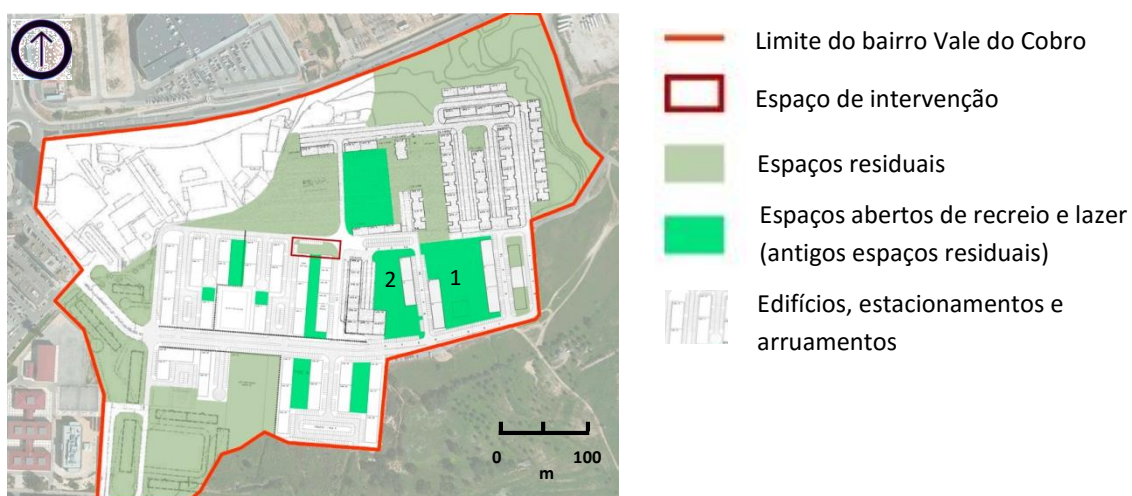 Limite do bairro Vale do Cobro
Espaço de intervenção
Espaços residuais
Espaços abertos de recreio e lazer
(antigos espaços residuais)
Edifícios, estacionamentos e
arruamentos
2
1
0
100
m